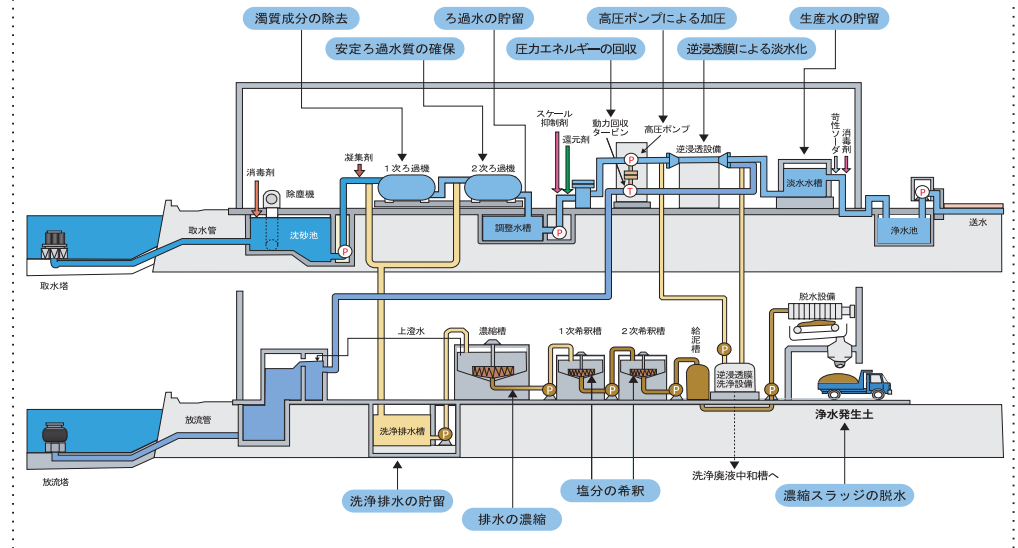 濁質成分の除去
ろ過水の貯留
高圧ポンプによる加圧
生産水の貯留
安定ろ過水質の確保
圧力エネルギーの回収
逆浸透膜による淡水化
スケール
抑制剤
還元剤
動力回収
タービン
高圧ポンプ
逆浸透設備
苛性ソーダ
消毒剤
凝集剤
1次ろ過機
2次ろ過機
消毒剤
除塵機
P
T
淡水水槽
P
取水管
沈砂池
P
調整水槽
P
浄水池
送水
取水塔
脱水設備
上澄水
濃縮槽
1次希釈槽
2次希釈槽
給泥槽
P
逆浸透膜
洗浄設備
P
P
P
P
放流管
洗浄排水槽
P
浄水発生土
放流塔
洗浄廃液中和槽へ
洗浄排水の貯留
排水の濃縮
塩分の希釈
濃縮スラッジの脱水